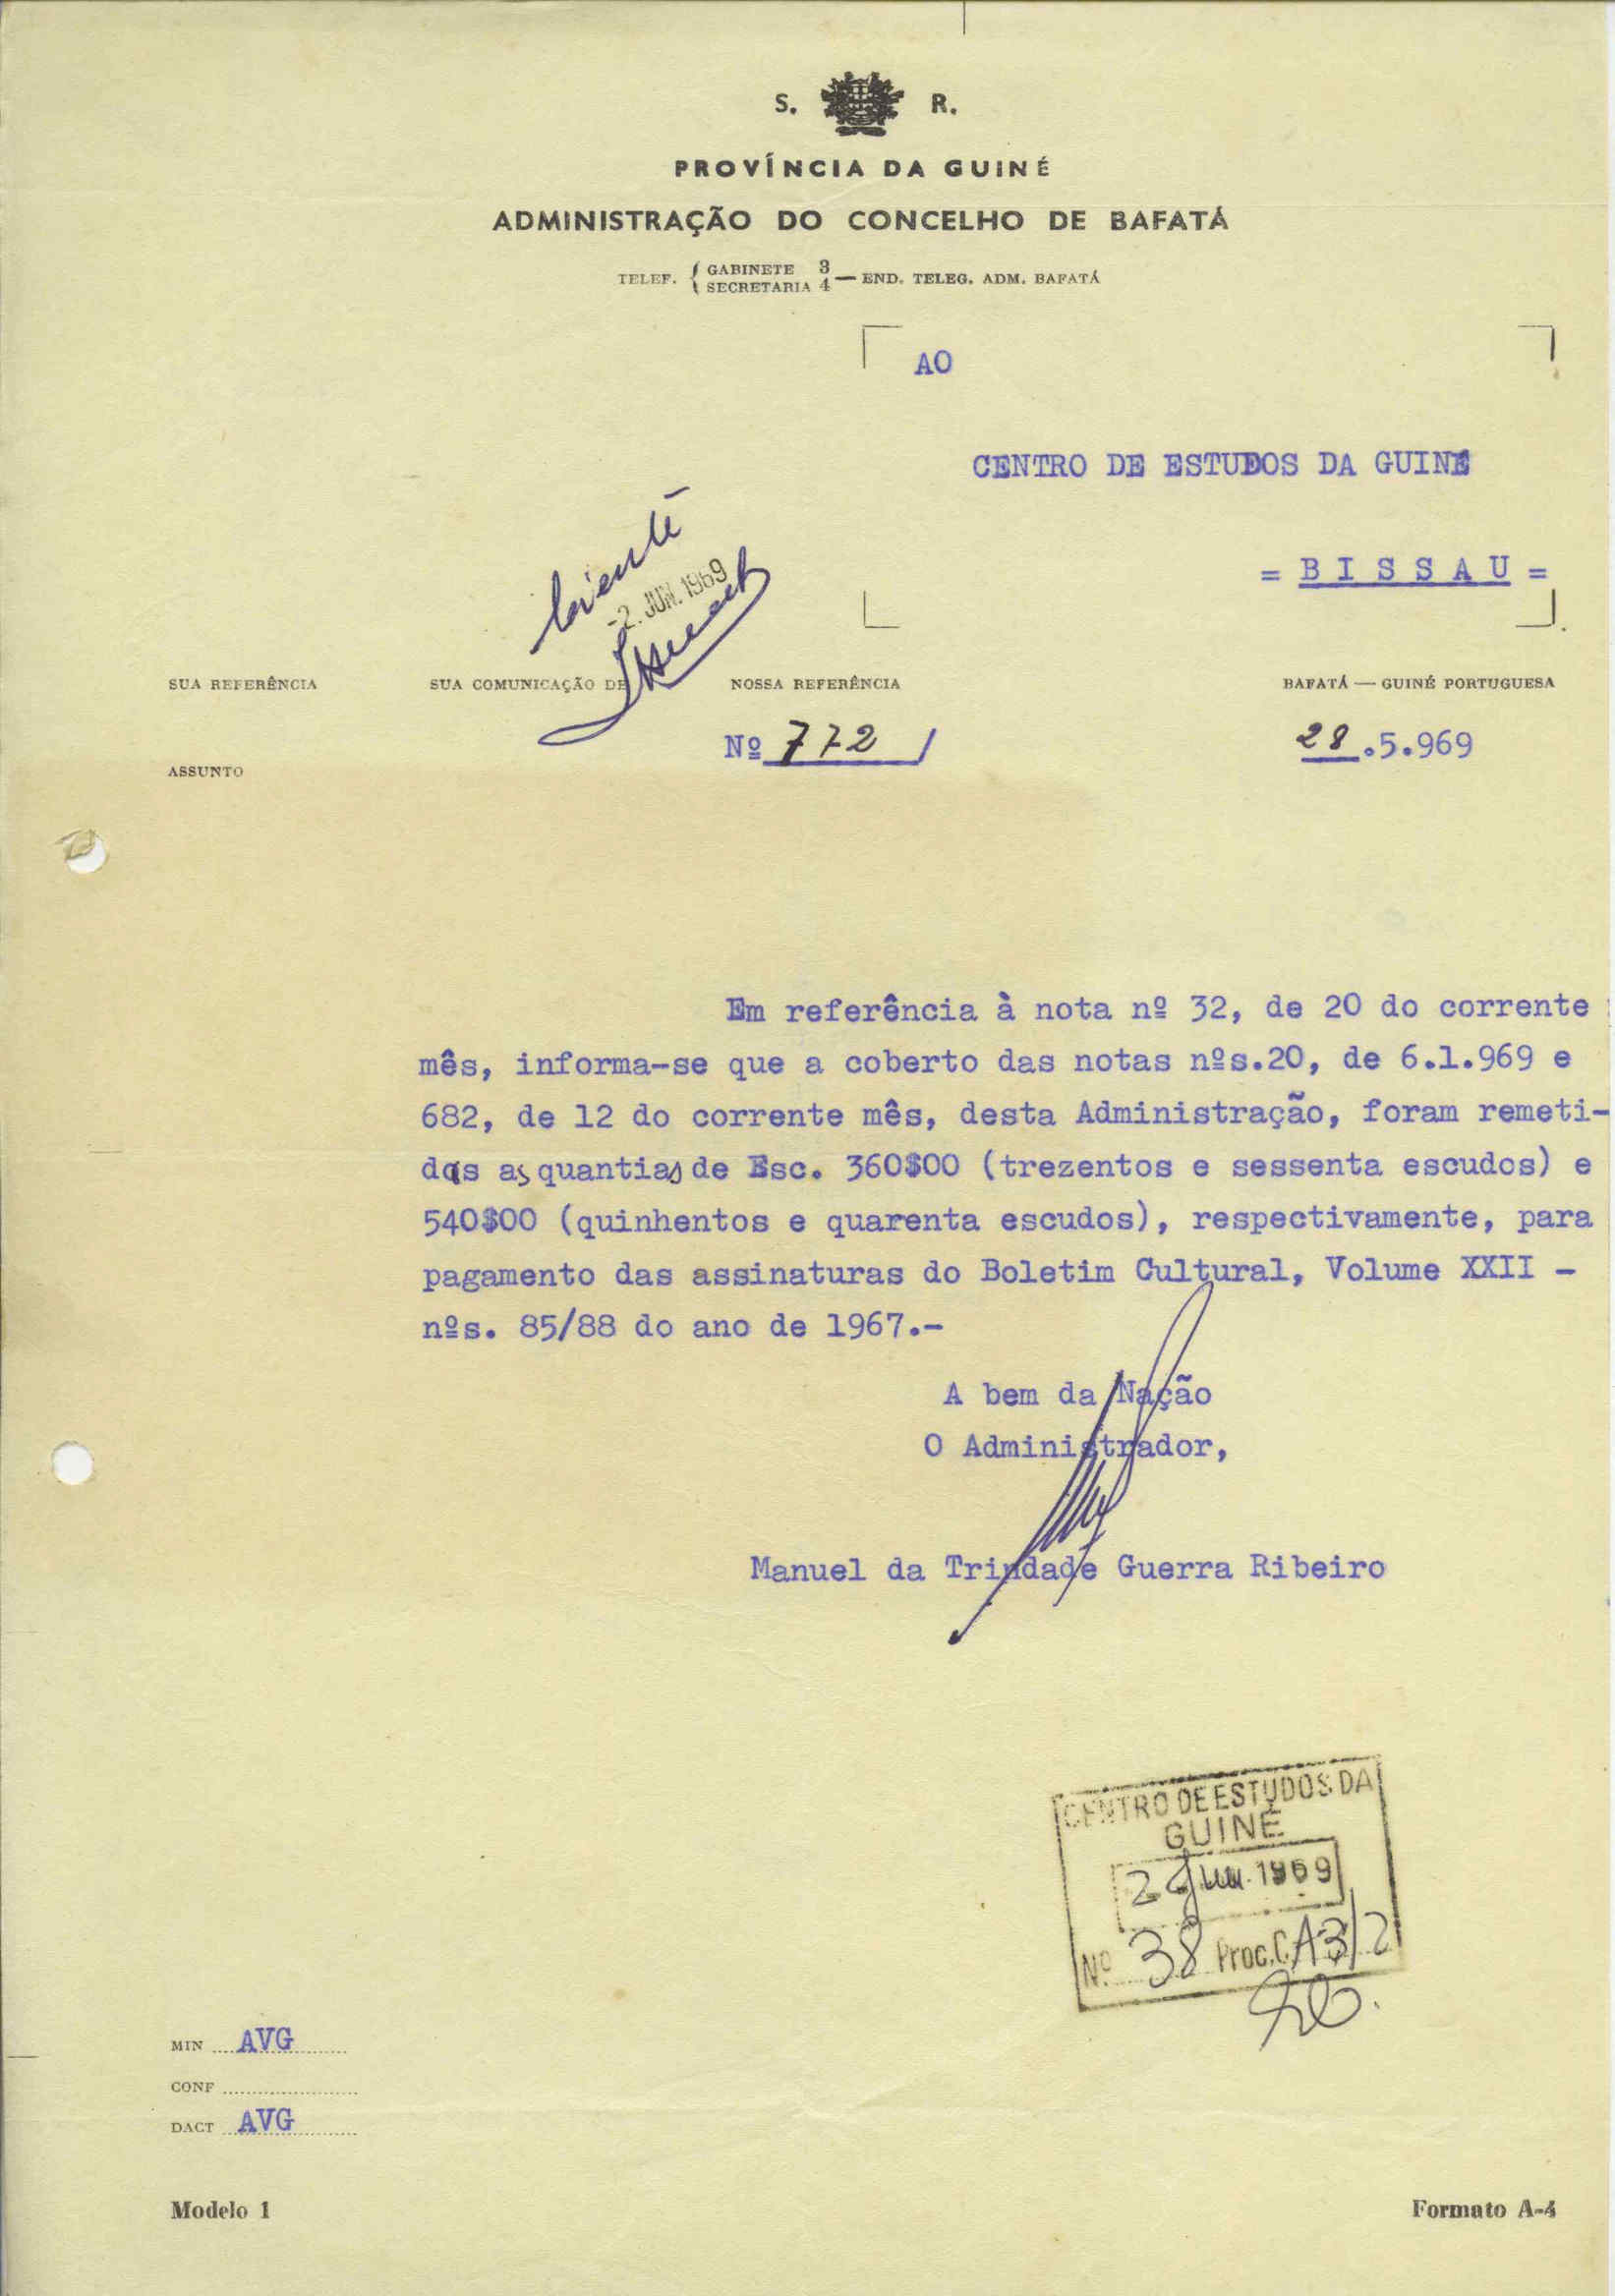 S. R.
PROVÍNCIA DA GUINÉ
ADMINISTRAÇÃO DO CONCELHO DE BAFATÁ
TELEF. { GABINETE 3
SECRETARIA 4 — END. TELEG. ADM. BAFATÁ
AO
CENTRO DE ESTUDOS DA GUINÉ
= B I S S A U =
-2. JUN. 1969
SUA REFERÊNCIA SUA COMUNICAÇÃO DE NOSSA REFERÊNCIA BAFATÁ — GUINÉ PORTUGUESA
Nº 772 / 28.5.969
ASSUNTO
Em referência à nota nº 32, de 20 do corrente
mês, informa-se que a coberto das notas nºs.20, de 6.1.969 e
682, de 12 do corrente mês, desta Administração, foram remeti-
das as quantias de Esc. 360$00 (trezentos e sessenta escudos) e
540$00 (quinhentos e quarenta escudos), respectivamente, para
pagamento das assinaturas do Boletim Cultural, Volume XXII -
nºs. 85/88 do ano de 1967.-
A bem da Nação
O Administrador,
Manuel da Trindade Guerra Ribeiro
CENTRO DE ESTUDOS DA
GUINÉ
1969
Nº 38 Proc. C. A3/2
MIN AVG
CONF
DACT AVG
Modelo 1 Formato A-4